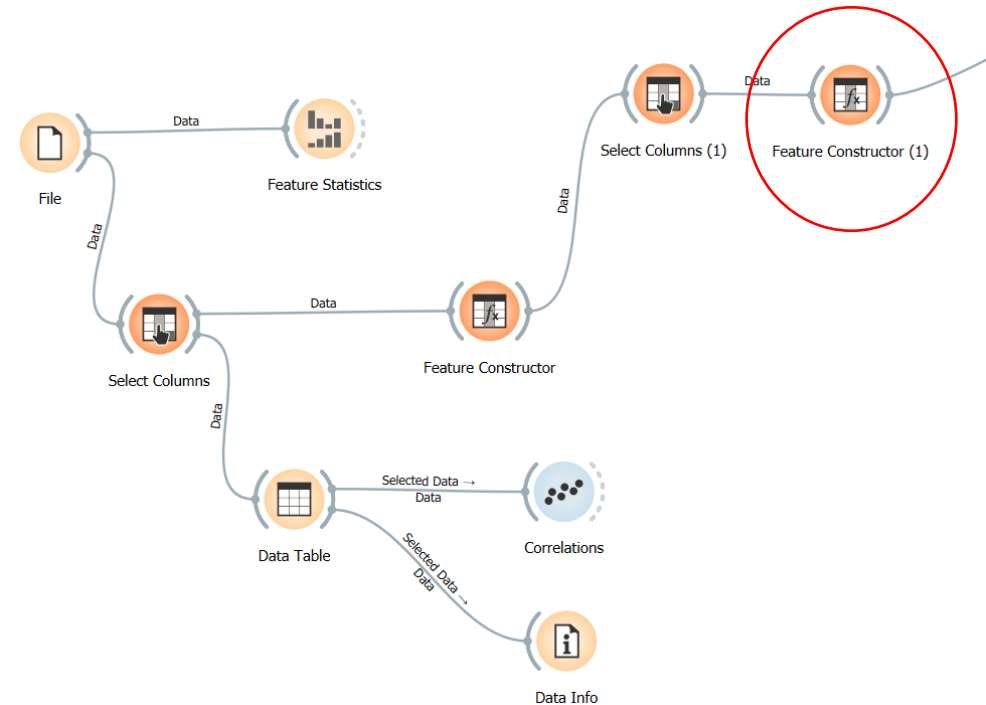 Data
Select Columns (1)
Feature Constructor (1)
Data
File
Feature Statistics
Data
Data
Data
Select Columns
Feature Constructor
Data
Data Table
Selected Data →
Data
Correlations
Selected Data →
Data
Data Info